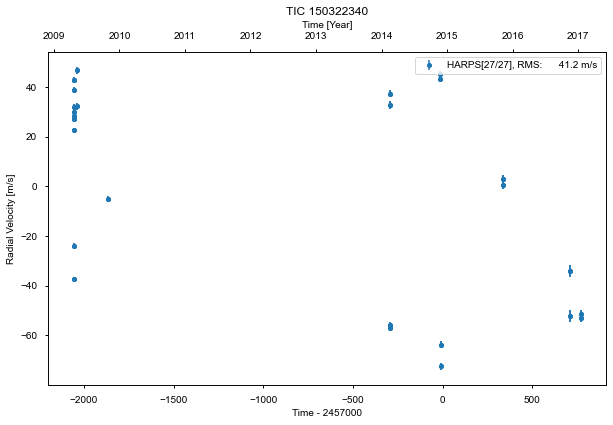 TIC 150322340
Time [Year]
2009 2010 2011 2012 2013 2014 2015 2016 2017
HARPS[27/27], RMS: 41.2 m/s
Radial Velocity [m/s]
40
20
0
−20
−40
−60
−2000 −1500 −1000 −500 0 500
Time - 2457000